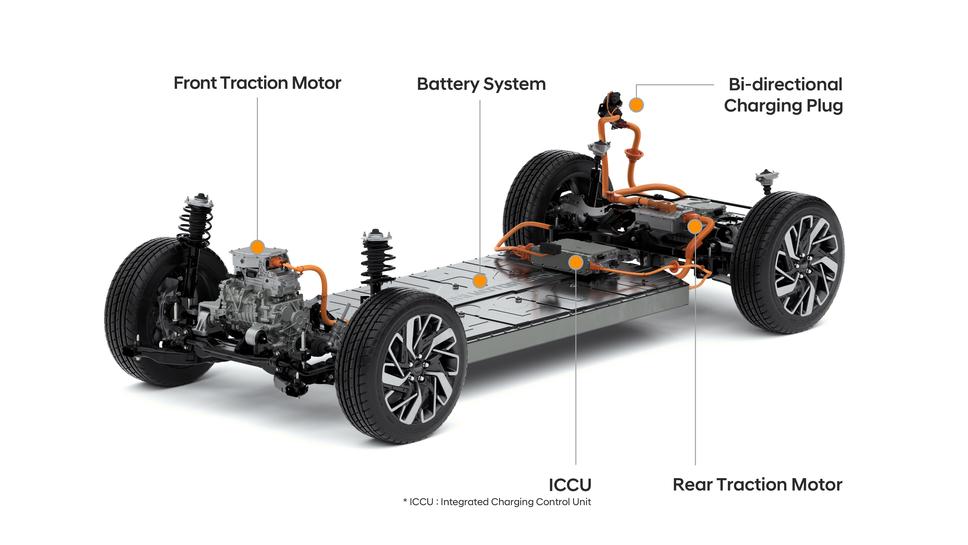 Front Traction Motor
Battery System
Bi-directional
Charging Plug
ICCU
* ICCU : Integrated Charging Control Unit
Rear Traction Motor